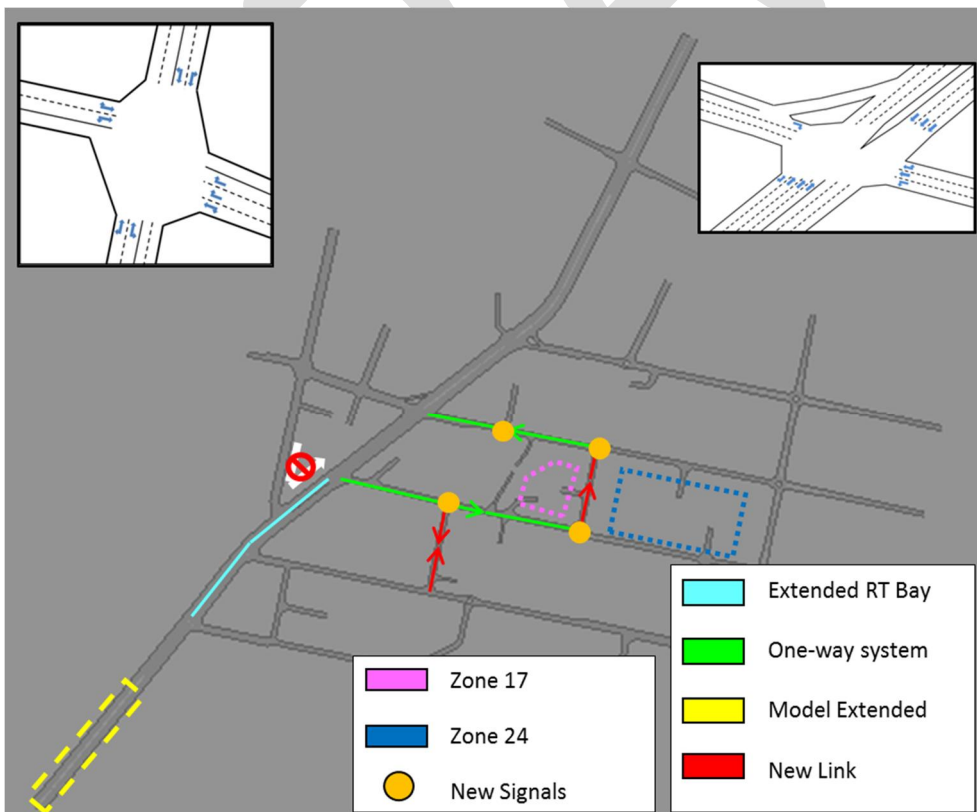 Zone 17
Zone 24
New Signals
Extended RT Bay
One-way system
Model Extended
New Link